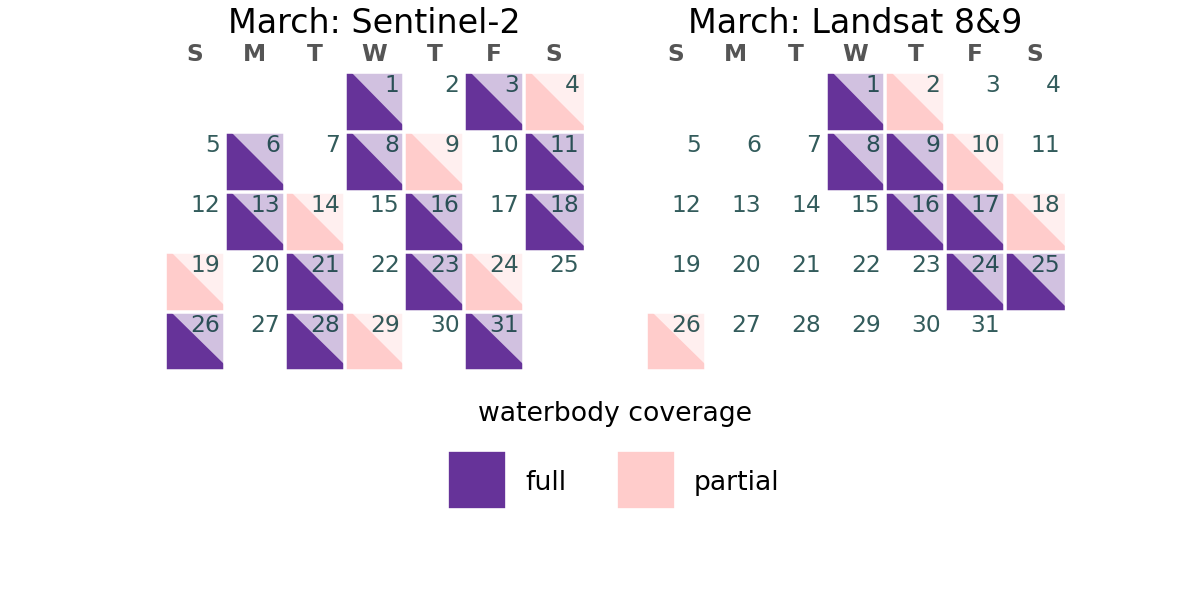 March: Sentinel-2
S M T W T F S
1 2 3 4
5 6 7 8 9 10 11
12 13 14 15 16 17 18
19 20 21 22 23 24 25
26 27 28 29 30 31
March: Landsat 8&9
S M T W T F S
1 2 3 4
5 6 7 8 9 10 11
12 13 14 15 16 17 18
19 20 21 22 23 24 25
26 27 28 29 30 31
waterbody coverage
full
partial